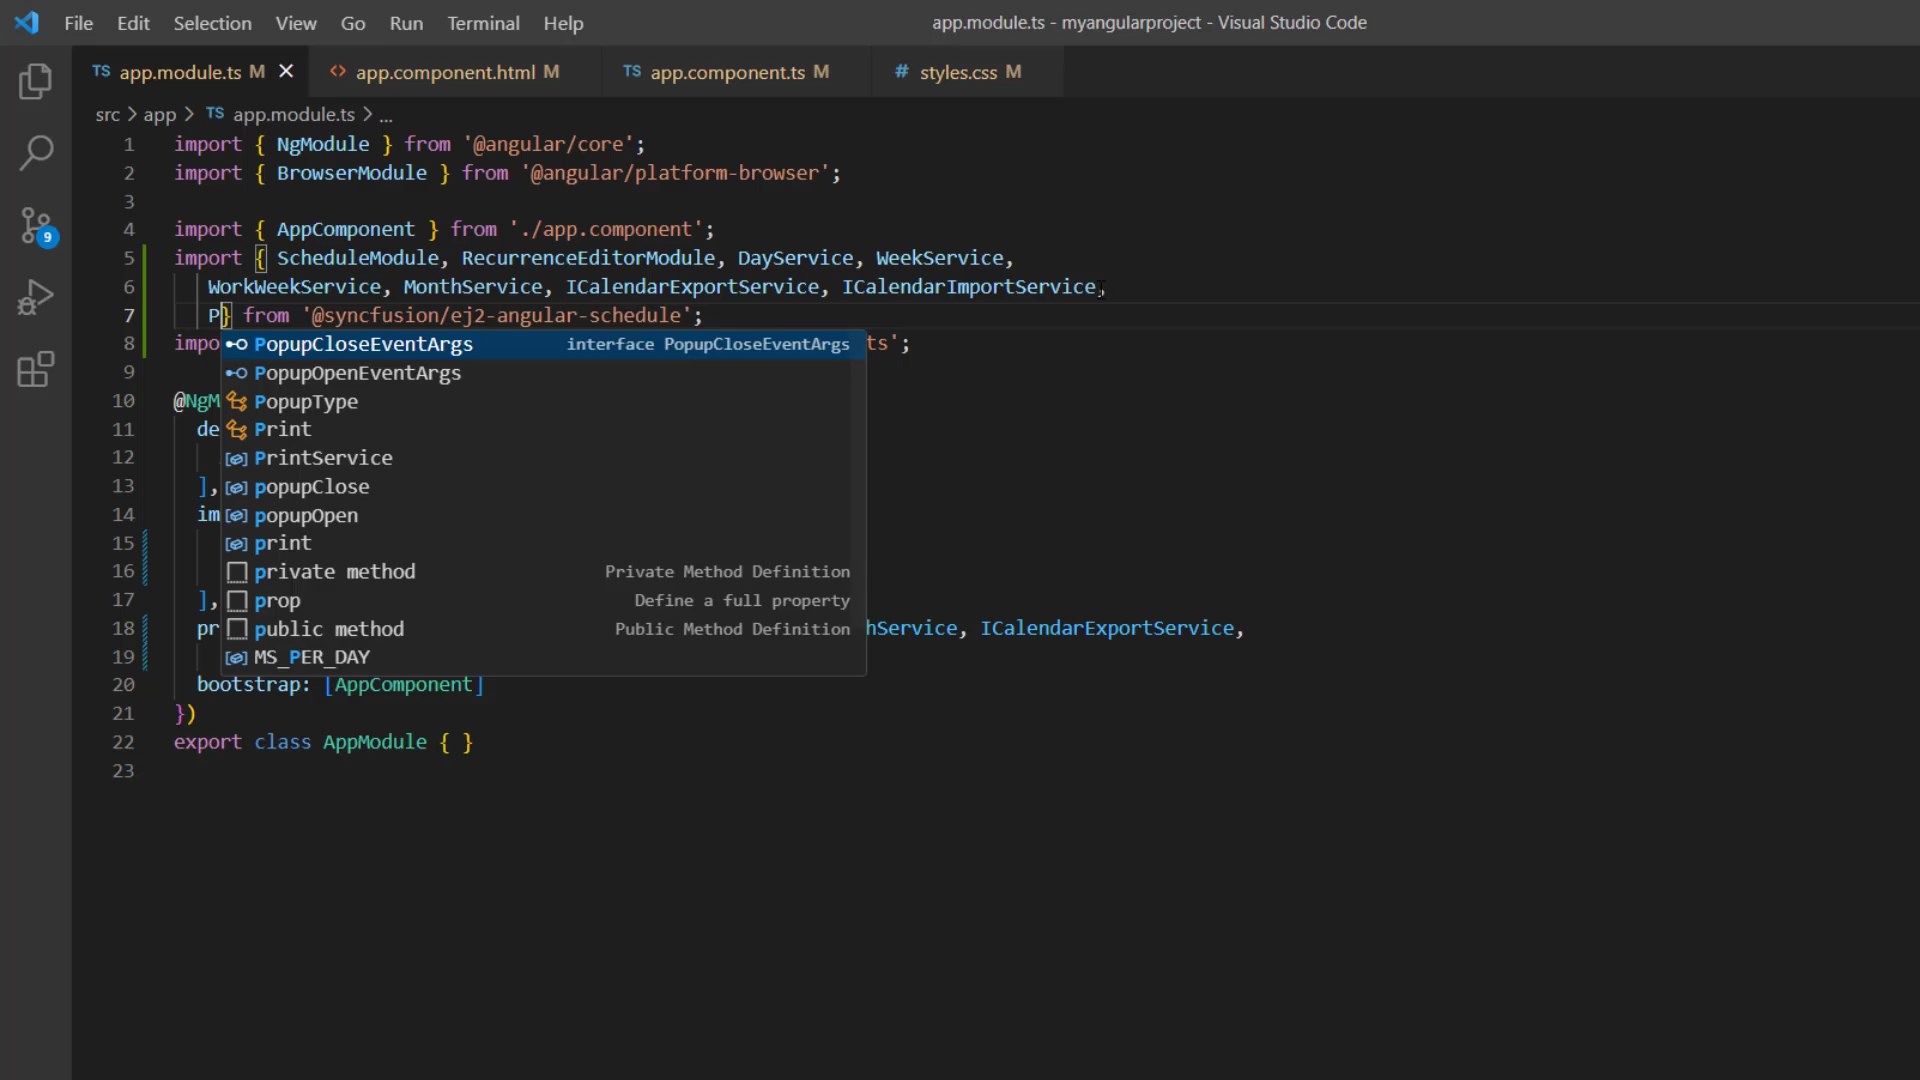 File Edit Selection View Go Run Terminal Help app.module.ts - myangularproject - Visual Studio Code
TS app.module.ts M <> app.component.html M TS app.component.ts M # styles.css M
src > app > TS app.module.ts > ...
1 import { NgModule } from '@angular/core';
2 import { BrowserModule } from '@angular/platform-browser';
3
4 import { AppComponent } from './app.component';
5 import { ScheduleModule, RecurrenceEditorModule, DayService, WeekService,
6 WorkWeekService, MonthService, ICalendarExportService, ICalendarImportService,
7 P} from '@syncfusion/ej2-angular-schedule';
8 impo ts';
PopupCloseEventArgs interface PopupCloseEventArgs
9
PopupOpenEventArgs
10 @NgM
PopupType
11 de
Print
12
PrintService
13 ],
popupClose
14 im
popupOpen
15
print
16
private method Private Method Definition
17 ],
prop Define a full property
18 pr hService, ICalendarExportService,
public method Public Method Definition
19
MS_PER_DAY
20 bootstrap: [AppComponent]
21 })
22 export class AppModule { }
23
9